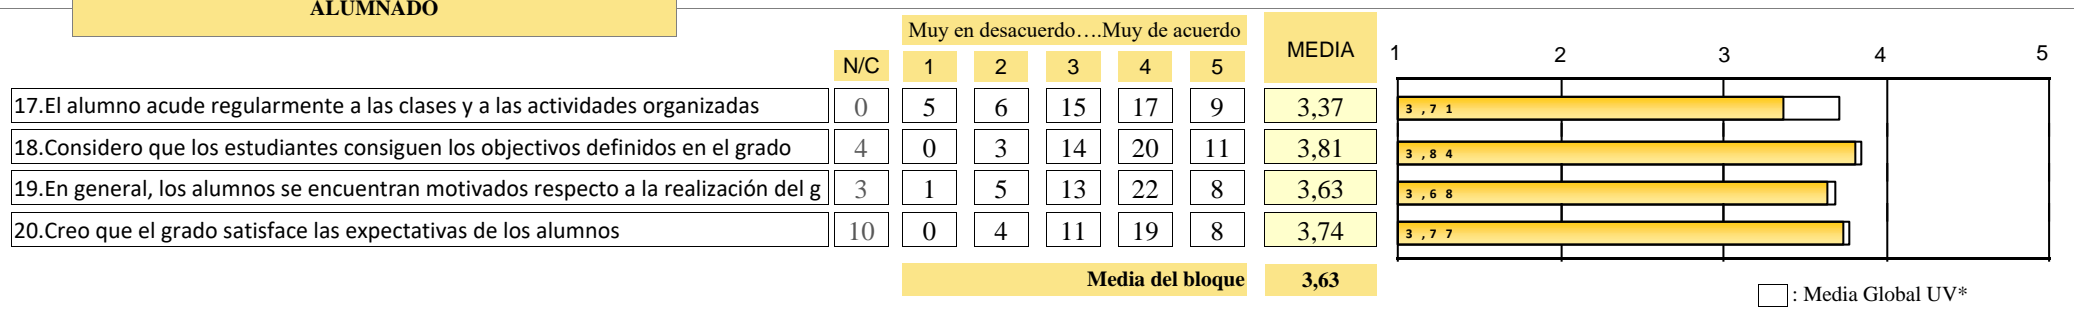 ALUMNADO
Muy en desacuerdo….Muy de acuerdo
MEDIA
N/C 1 2 3 4 5
1 2 3 4 5
17.El alumno acude regularmente a las clases y a las actividades organizadas 0 5 6 15 17 9 3,37 3,71
18.Considero que los estudiantes consiguen los objectivos definidos en el grado 4 0 3 14 20 11 3,81 3,84
19.En general, los alumnos se encuentran motivados respecto a la realización del g 3 1 5 13 22 8 3,63 3,68
20.Creo que el grado satisface las expectativas de los alumnos 10 0 4 11 19 8 3,74 3,77
Media del bloque 3,63
: Media Global UV*